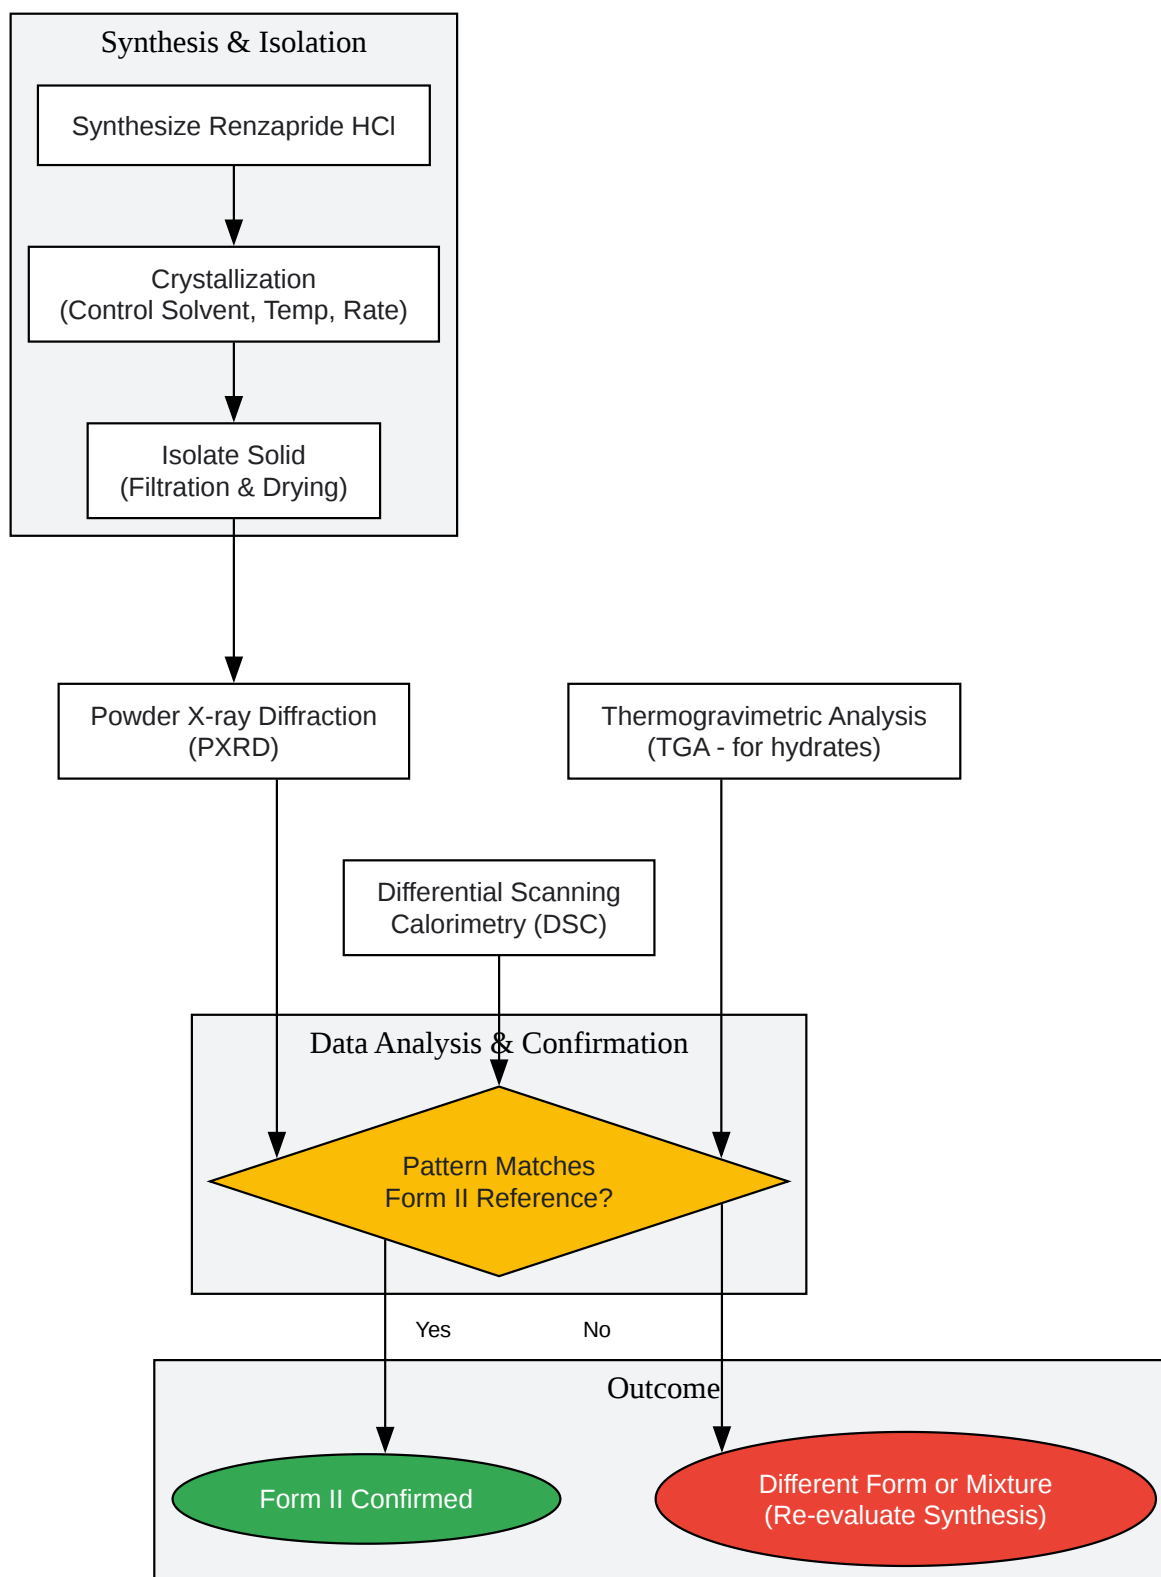 Synthesis & Isolation
Synthesize Renzapride HCl
Crystallization
(Control Solvent, Temp, Rate)
Isolate Solid
(Filtration & Drying)
Powder X-ray Diffraction
(PXRD)
Thermogravimetric Analysis
(TGA - for hydrates)
Differential Scanning
Calorimetry (DSC)
Data Analysis & Confirmation
Pattern Matches
Form II Reference?
Yes
No
Outcome
Form II Confirmed
Different Form or Mixture
(Re-evaluate Synthesis)